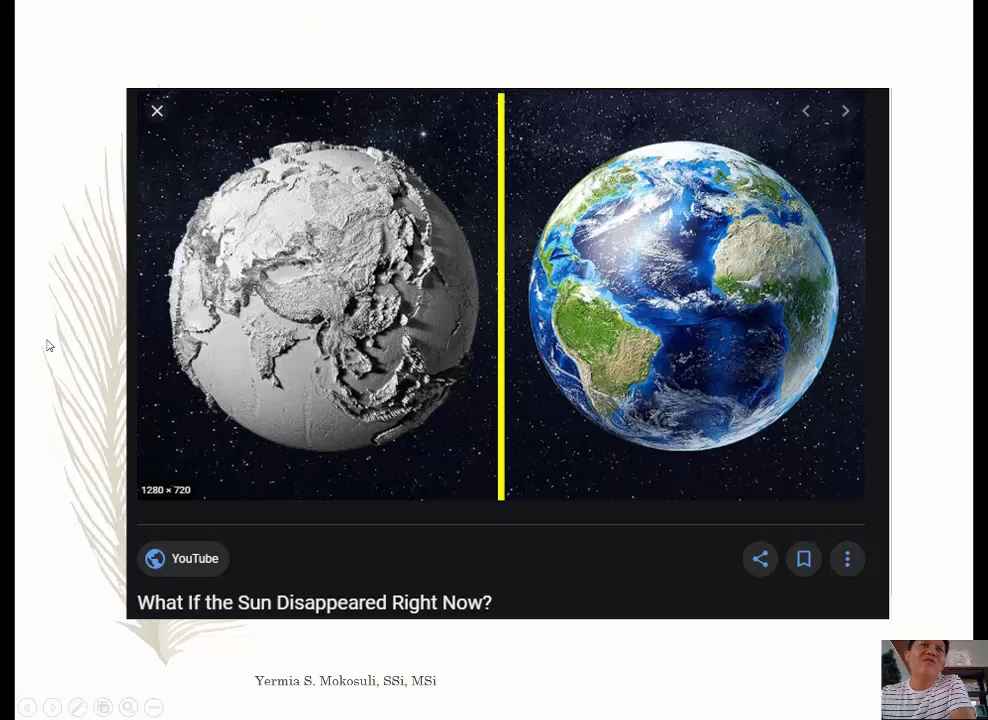 1280 × 720
YouTube
What If the Sun Disappeared Right Now?
Yermia S. Mokosuli, SSi, MSi